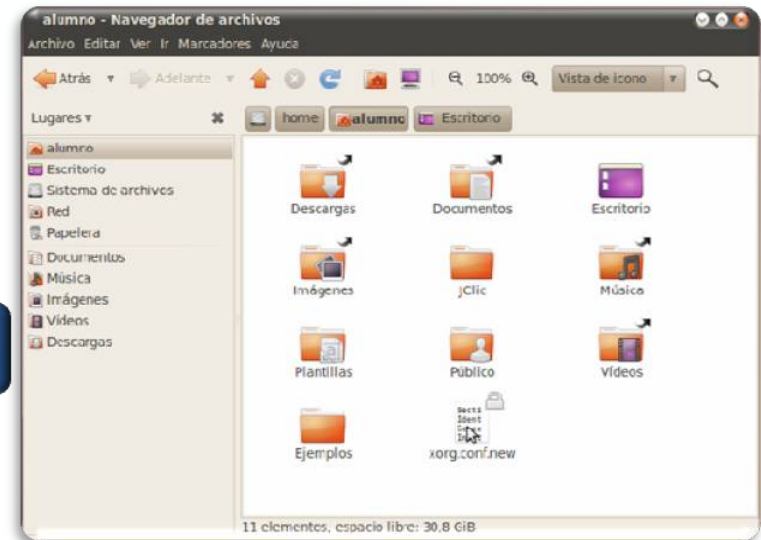 alumno - Navegador de archivos
Archivo Editar Ver Ir Marcadores Ayuda
Atrás Adelante 100% Vista de icono
Lugares home alumno Escritorio
alumno
Escritorio
Sistema de archivos
Red
Papelera
Documentos
Música
Imágenes
Vídeos
Descargas
Descargas Documentos Escritorio
Imágenes JClic Música
Plantillas Público Vídeos
Ejemplos xorg.conf.new
11 elementos, espacio libre: 30,8 GiB